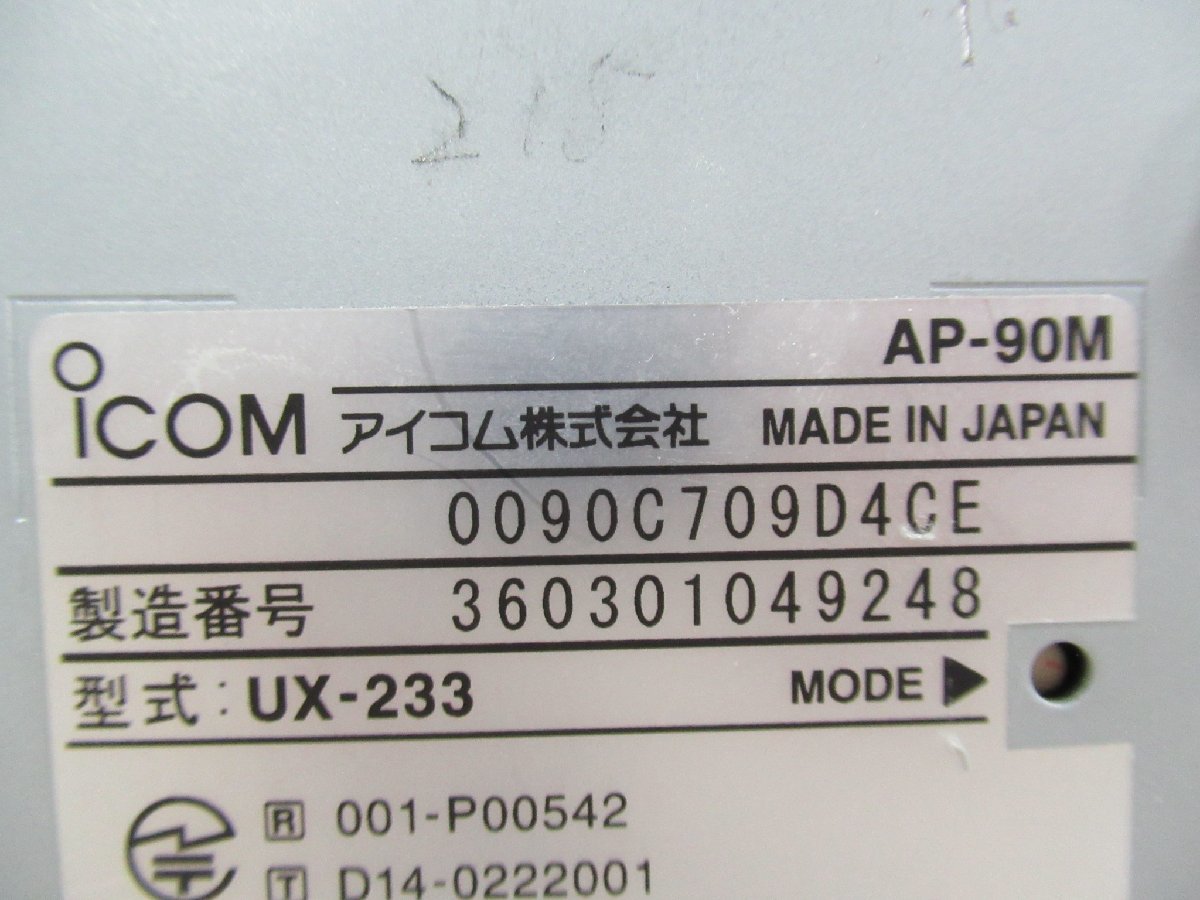 215
AP-90M
iCOM アイコム株式会社 MADE IN JAPAN
0090C709D4CE
製造番号 360301049248
型式: UX-233 MODE ▶
R 001-P00542
T D14-0222001